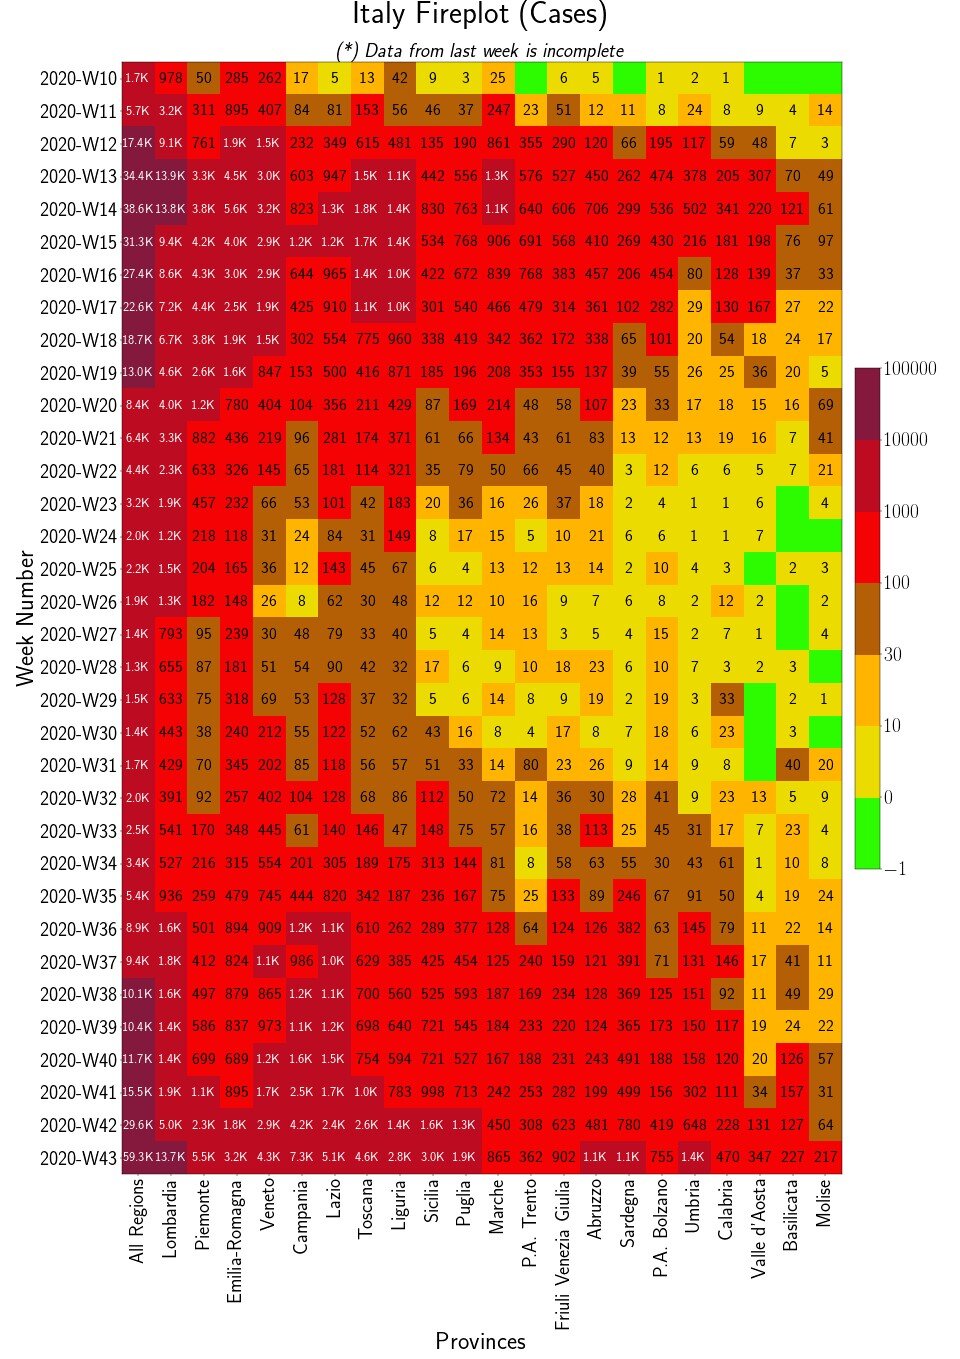 Italy Fireplot (Cases)
(*) Data from last week is incomplete
2020-W10 1.7K 978 50 285 262 17 5 13 42 9 3 25 6 5 1 2 1
2020-W11 5.7K 3.2K 311 895 407 84 81 153 56 46 37 247 23 51 12 11 8 24 8 9 4 14
2020-W12 17.4K 9.1K 761 1.9K 1.5K 232 349 615 481 135 190 861 355 290 120 66 195 117 59 48 7 3
2020-W13 34.4K 13.9K 3.3K 4.5K 3.0K 603 947 1.5K 1.1K 442 556 1.3K 576 527 450 262 474 378 205 307 70 49
2020-W14 38.6K 13.8K 3.8K 5.6K 3.2K 823 1.3K 1.8K 1.4K 830 763 1.1K 640 606 706 299 536 502 341 220 121 61
2020-W15 31.3K 9.4K 4.2K 4.0K 2.9K 1.2K 1.2K 1.7K 1.4K 534 768 906 691 568 410 269 430 216 181 198 76 97
2020-W16 27.4K 8.6K 4.3K 3.0K 2.9K 644 965 1.4K 1.0K 422 672 839 768 383 457 206 454 80 128 139 37 33
2020-W17 22.6K 7.2K 4.4K 2.5K 1.9K 425 910 1.1K 1.0K 301 540 466 479 314 361 102 282 29 130 167 27 22
2020-W18 18.7K 6.7K 3.8K 1.9K 1.5K 302 554 775 960 338 419 342 362 172 338 65 101 20 54 18 24 17
2020-W19 13.0K 4.6K 2.6K 1.6K 847 153 500 416 871 185 196 208 353 155 137 39 55 26 25 36 20 5
2020-W20 8.4K 4.0K 1.2K 780 404 104 356 211 429 87 169 214 48 58 107 23 33 17 18 15 16 69
2020-W21 6.4K 3.3K 882 436 219 96 281 174 371 61 66 134 43 61 83 13 12 13 19 16 7 41
2020-W22 4.4K 2.3K 633 326 145 65 181 114 321 35 79 50 66 45 40 3 12 6 6 5 7 21
2020-W23 3.2K 1.9K 457 232 66 53 101 42 183 20 36 16 26 37 18 2 4 1 1 6 4
2020-W24 2.0K 1.2K 218 118 31 24 84 31 149 8 17 15 5 10 21 6 6 1 1 7
2020-W25 2.2K 1.5K 204 165 36 12 143 45 67 6 4 13 12 13 14 2 10 4 3 2 3
2020-W26 1.9K 1.3K 182 148 26 8 62 30 48 12 12 10 16 9 7 6 8 2 12 2 2
2020-W27 1.4K 793 95 239 30 48 79 33 40 5 4 14 13 3 5 4 15 2 7 1 4
2020-W28 1.3K 655 87 181 51 54 90 42 32 17 6 9 10 18 23 6 10 7 3 2 3
2020-W29 1.5K 633 75 318 69 53 128 37 32 5 6 14 8 9 19 2 19 3 33 2 1
2020-W30 1.4K 443 38 240 212 55 122 52 62 43 16 8 4 17 8 7 18 6 23 3
2020-W31 1.7K 429 70 345 202 85 118 56 57 51 33 14 80 23 26 9 14 9 8 40 20
2020-W32 2.0K 391 92 257 402 104 128 68 86 112 50 72 14 36 30 28 41 9 23 13 5 9
2020-W33 2.5K 541 170 348 445 61 140 146 47 148 75 57 16 38 113 25 45 31 17 7 23 4
2020-W34 3.4K 527 216 315 554 201 305 189 175 313 144 81 8 58 63 55 30 43 61 1 10 8
2020-W35 5.4K 936 259 479 745 444 820 342 187 236 167 75 25 133 89 246 67 91 50 4 19 24
2020-W36 8.9K 1.6K 501 894 909 1.2K 1.1K 610 262 289 377 128 64 124 126 382 63 145 79 11 22 14
2020-W37 9.4K 1.8K 412 824 1.1K 986 1.0K 629 385 425 454 125 240 159 121 391 71 131 146 17 41 11
2020-W38 10.1K 1.6K 497 879 865 1.2K 1.1K 700 560 525 593 187 169 234 128 369 125 151 92 11 49 29
2020-W39 10.4K 1.4K 586 837 973 1.1K 1.2K 698 640 721 545 184 233 220 124 365 173 150 117 19 24 22
2020-W40 11.7K 1.4K 699 689 1.2K 1.6K 1.5K 754 594 721 527 167 188 231 243 491 188 158 120 20 126 57
2020-W41 15.5K 1.9K 1.1K 895 1.7K 2.5K 1.7K 1.0K 783 998 713 242 253 282 199 499 156 302 111 34 157 31
2020-W42 29.6K 5.0K 2.3K 1.8K 2.9K 4.2K 2.4K 2.6K 1.4K 1.6K 1.3K 450 308 623 481 780 419 648 228 131 127 64
2020-W43 59.3K 13.7K 5.5K 3.2K 4.3K 7.3K 5.1K 4.6K 2.8K 3.0K 1.9K 865 362 902 1.1K 1.1K 755 1.4K 470 347 227 217
Week Number
All Regions
Lombardia
Piemonte
Emilia-Romagna
Veneto
Campania
Lazio
Toscana
Liguria
Sicilia
Puglia
Marche
P.A. Trento
Friuli Venezia Giulia
Abruzzo
Sardegna
P.A. Bolzano
Umbria
Calabria
Valle d'Aosta
Basilicata
Molise
Provinces
100000
10000
1000
100
30
10
0
−1